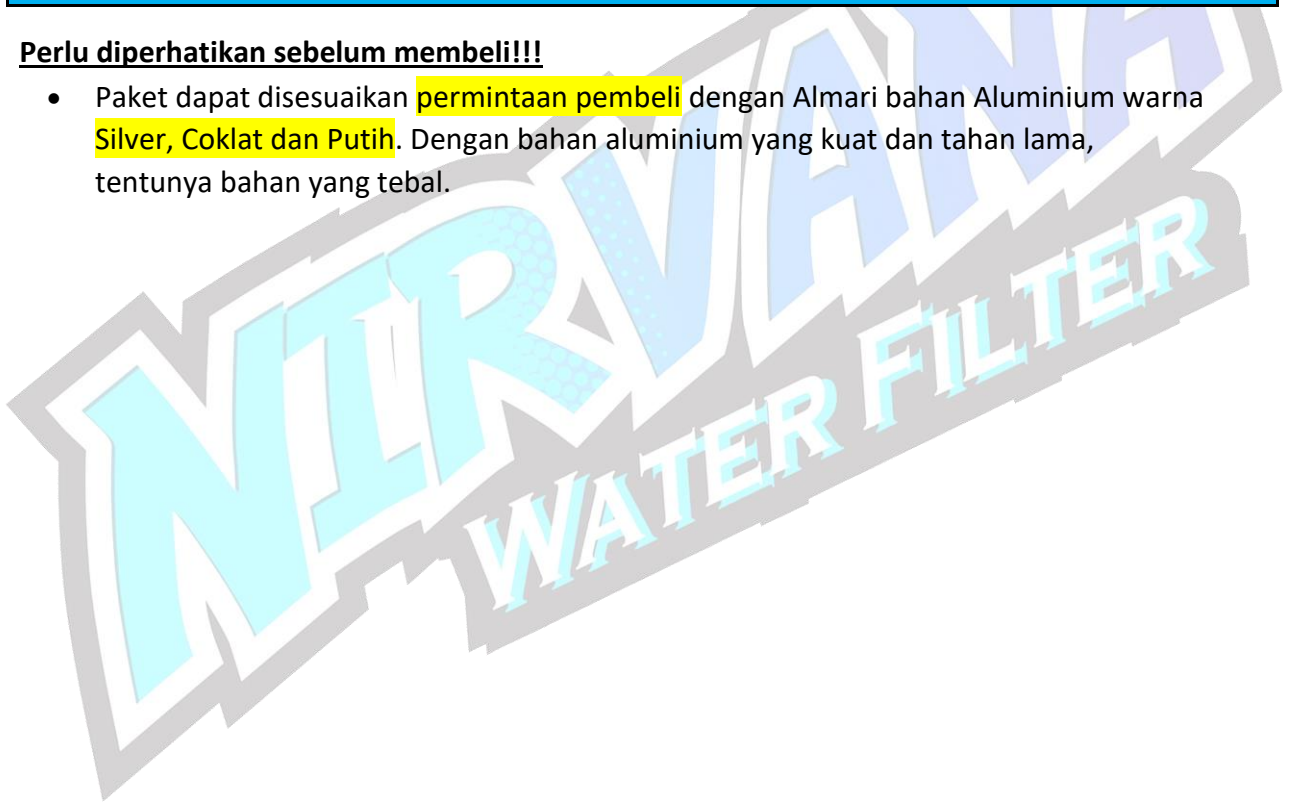 Perlu diperhatikan sebelum membeli!!!
• Paket dapat disesuaikan permintaan pembeli dengan Almari bahan Aluminium warna
Silver, Coklat dan Putih. Dengan bahan aluminium yang kuat dan tahan lama,
tentunya bahan yang tebal.
NIRVANA
WATER FILTER